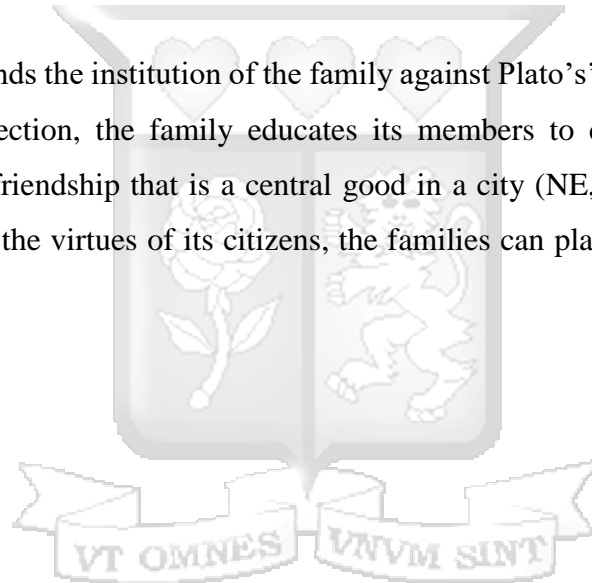 nds the institution of the family against Plato’s’
ection, the family educates its members to
friendship that is a central good in a city (NE,
the virtues of its citizens, the families can pla
VT OMNES VNVM SINT